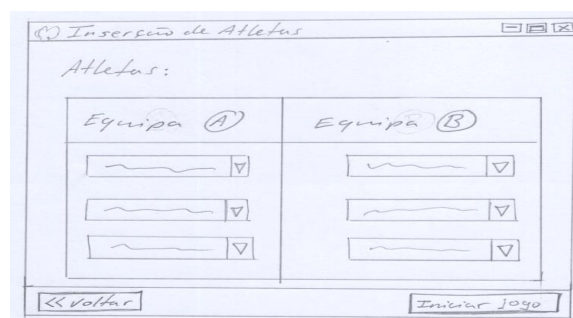 Inserção de Atletas
Atletas:
Equipa A Equipa B
<< Voltar Iniciar jogo